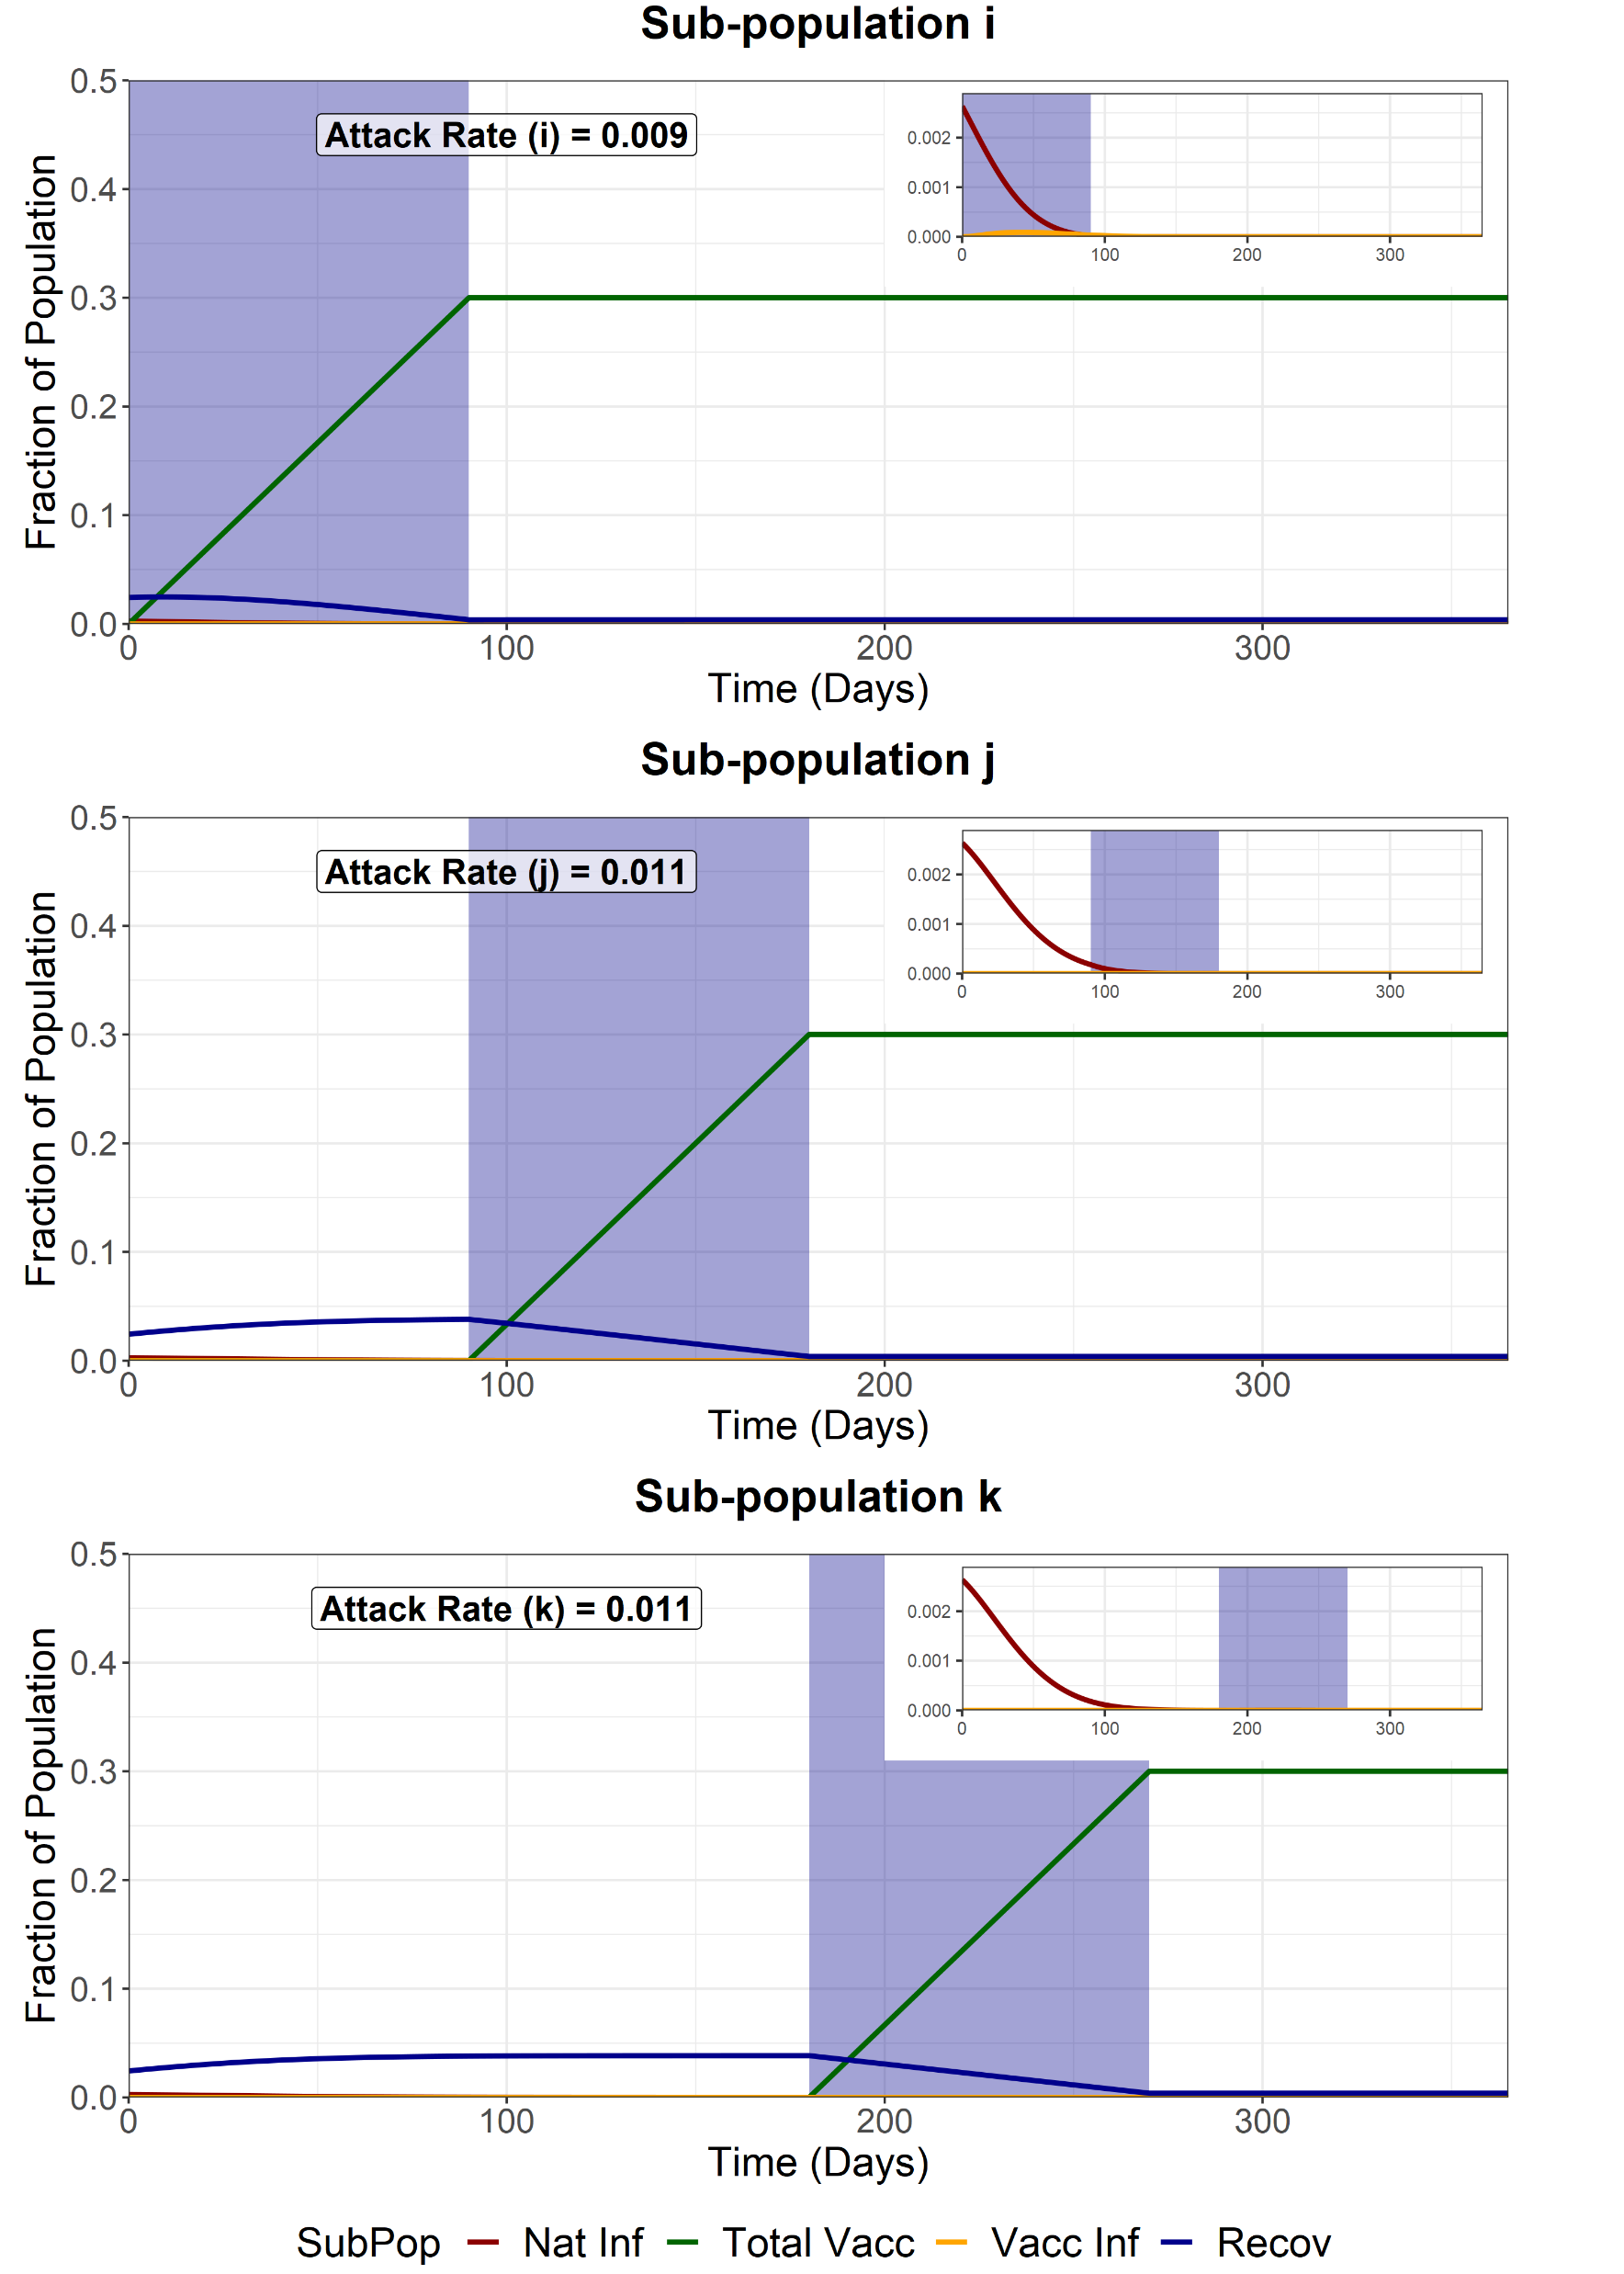 Sub-population i
Fraction of Population
0.5
0.4
0.3
0.2
0.1
0.0
Attack Rate (i) = 0.009
0.002
0.001
0.000
0 100 200 300
0 100 200 300
Time (Days)
Sub-population j
Fraction of Population
0.5
0.4
0.3
0.2
0.1
0.0
Attack Rate (j) = 0.011
0.002
0.001
0.000
0 100 200 300
0 100 200 300
Time (Days)
Sub-population k
Fraction of Population
0.5
0.4
0.3
0.2
0.1
0.0
Attack Rate (k) = 0.011
0.002
0.001
0.000
0 100 200 300
0 100 200 300
Time (Days)
SubPop Nat Inf Total Vacc Vacc Inf Recov